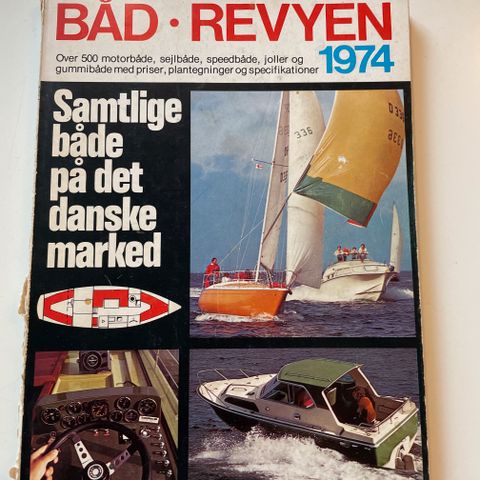 BÅD · REVYEN
Over 500 motorbåde, sejlbåde, speedbåde, joller og
gummibåde med priser, plantegninger og specifikationer
1974
Samtlige
både
på det
danske
marked
336